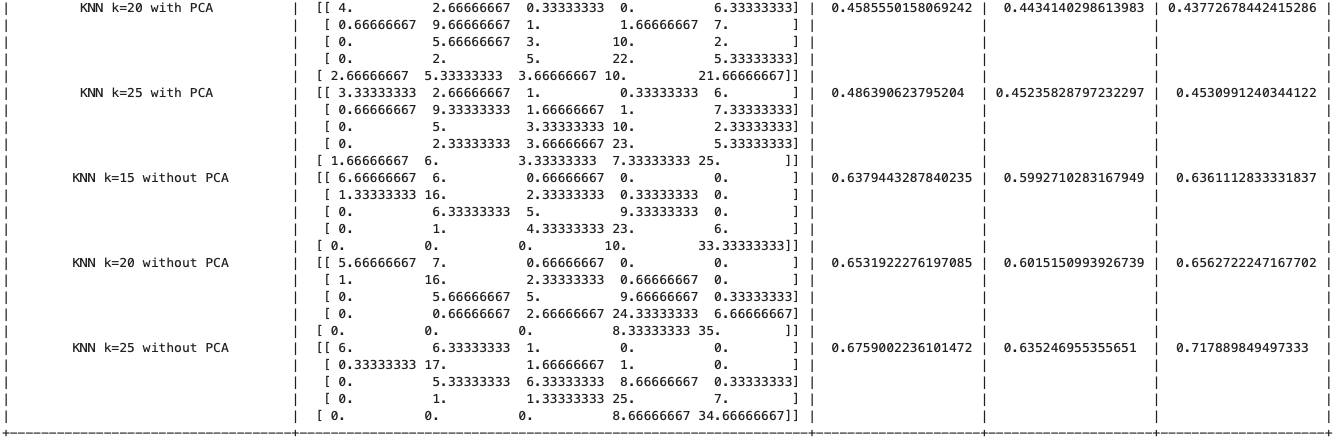 | KNN k=20 with PCA | [[ 4. 2.66666667 0.33333333 0. 6.33333333] | 0.4585550158069242 | 0.4434140298613983 | 0.43772678442415286 |
| | [ 0.66666667 9.66666667 1. 1.66666667 7. ] | | | |
| | [ 0. 5.66666667 3. 10. 2. ] | | | |
| | [ 0. 2. 5. 22. 5.33333333] | | | |
| | [ 2.66666667 5.33333333 3.66666667 10. 21.66666667]] | | | |
| KNN k=25 with PCA | [[ 3.33333333 2.66666667 1. 0.33333333 6. ] | 0.486390623795204 | 0.45235828797232297 | 0.4530991240344122 |
| | [ 0.66666667 9.33333333 1.66666667 1. 7.33333333] | | | |
| | [ 0. 5. 3.33333333 10. 2.33333333] | | | |
| | [ 0. 2.33333333 3.66666667 23. 5.33333333] | | | |
| | [ 1.66666667 6. 3.33333333 7.33333333 25. ]] | | | |
| KNN k=15 without PCA | [[ 6.66666667 6. 0.66666667 0. 0. ] | 0.6379443287840235 | 0.5992710283167949 | 0.6361112833331837 |
| | [ 1.33333333 16. 2.33333333 0.33333333 0. ] | | | |
| | [ 0. 6.33333333 5. 9.33333333 0. ] | | | |
| | [ 0. 1. 4.33333333 23. 6. ] | | | |
| | [ 0. 0. 0. 10. 33.33333333]] | | | |
| KNN k=20 without PCA | [[ 5.66666667 7. 0.66666667 0. 0. ] | 0.6531922276197085 | 0.6015150993926739 | 0.6562722247167702 |
| | [ 1. 16. 2.33333333 0.66666667 0. ] | | | |
| | [ 0. 5.66666667 5. 9.66666667 0.33333333] | | | |
| | [ 0. 0.66666667 2.66666667 24.33333333 6.66666667] | | | |
| | [ 0. 0. 0. 8.33333333 35. ]] | | | |
| KNN k=25 without PCA | [[ 6. 6.33333333 1. 0. 0. ] | 0.6759002236101472 | 0.635246955355651 | 0.717889849497333 |
| | [ 0.33333333 17. 1.66666667 1. 0. ] | | | |
| | [ 0. 5.33333333 6.33333333 8.66666667 0.33333333] | | | |
| | [ 0. 1. 1.33333333 25. 7. ] | | | |
| | [ 0. 0. 0. 8.66666667 34.66666667]] | | | |